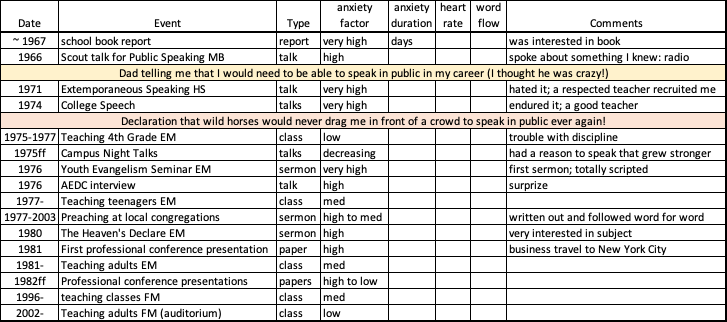 Date Event Type anxiety factor anxiety duration heart rate word flow Comments
~ 1967 school book report report very high days was interested in book
1966 Scout talk for Public Speaking MB talk high spoke about something I knew: radio
Dad telling me that I would need to be able to speak in public in my career (I thought he was crazy!)
1971 Extemporaneous Speaking HS talk very high hated it; a respected teacher recruited me
1974 College Speech talks very high endured it; a good teacher
Declaration that wild horses would never drag me in front of a crowd to speak in public ever again!
1975-1977 Teaching 4th Grade EM class low trouble with discipline
1975ff Campus Night Talks talks decreasing had a reason to speak that grew stronger
1976 Youth Evangelism Seminar EM sermon very high first sermon; totally scripted
1976 AEDC interview talk high surprize
1977- Teaching teenagers EM class med
1977-2003 Preaching at local congregations sermon high to med written out and followed word for word
1980 The Heaven's Declare EM sermon high very interested in subject
1981 First professional conference presentation paper high business travel to New York City
1981- Teaching adults EM class med
1982ff Professional conference presentations papers high to low
1996- teaching classes FM class med
2002- Teaching adults FM (auditorium) class low